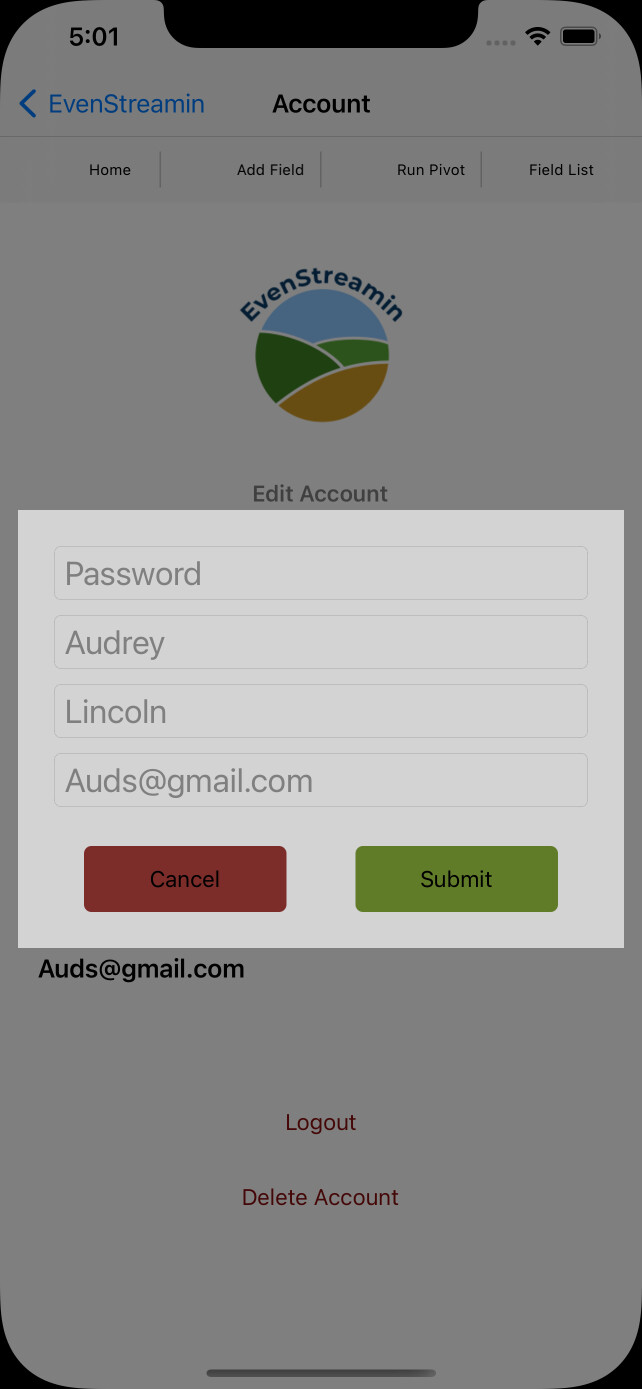 5:01
EvenStreamin Account
Home Add Field Run Pivot Field List
EvenStreamin
Edit Account
Password
Audrey
Lincoln
Auds@gmail.com
Cancel Submit
Auds@gmail.com
Logout
Delete Account